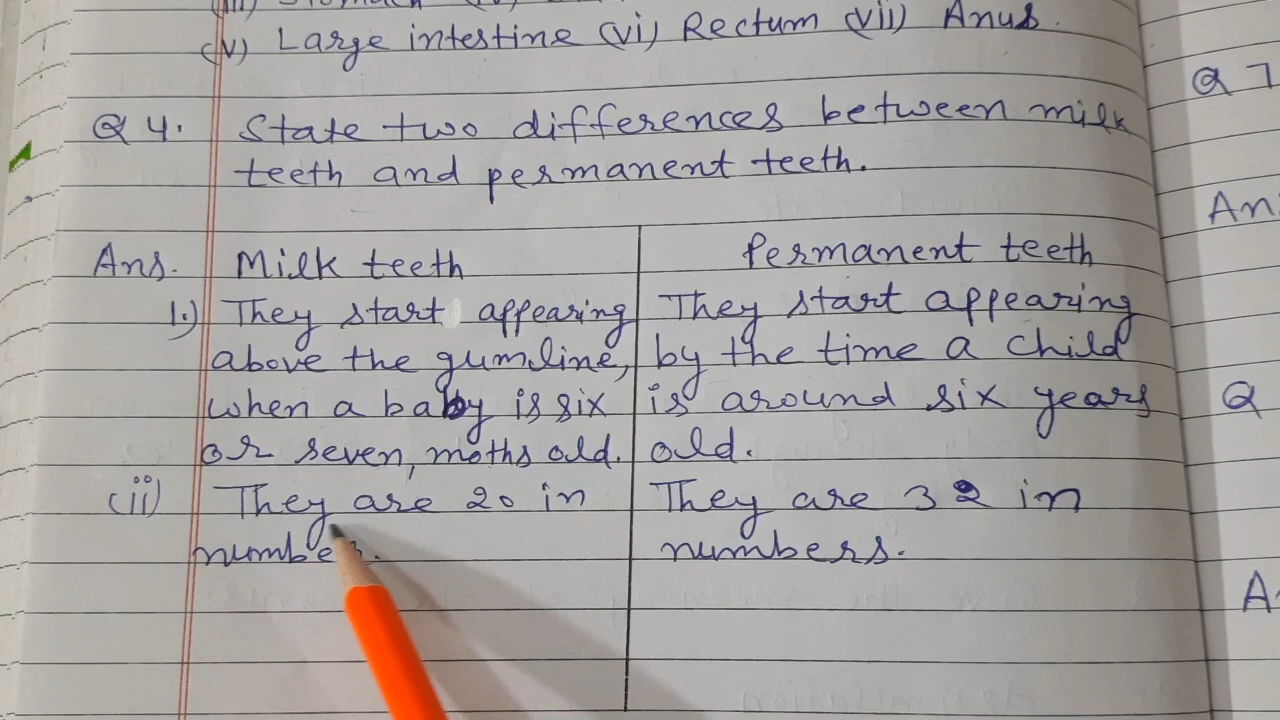 (v) Large intestine (vi) Rectum (vii) Anus.
Q 7
Q 4. State two differences between milk
teeth and permanent teeth.
An
Ans. Milk teeth Permanent teeth
1.) They start appearing They start appearing
above the gumline, by the time a child
when a baby is six is around six years
Q
or seven, moths old. old.
(ii) They are 20 in They are 32 in
number. numbers.
A